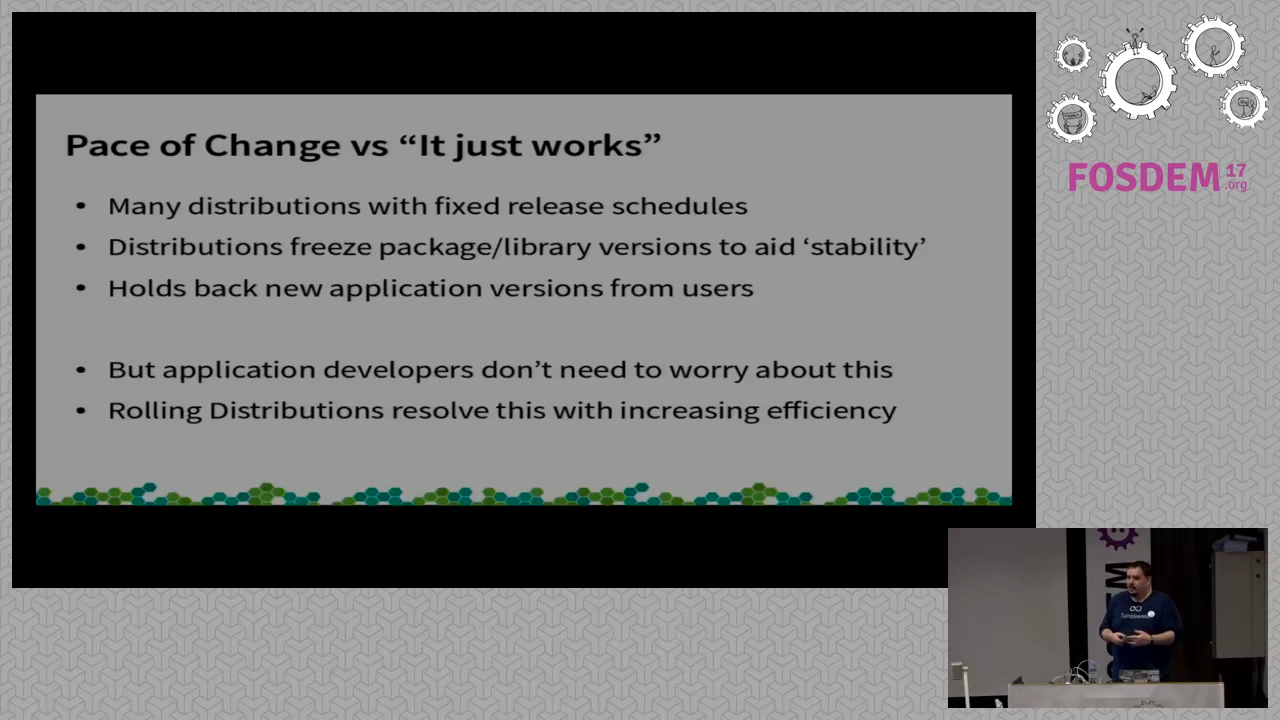 Pace of Change vs “It just works”
• Many distributions with fixed release schedules
• Distributions freeze package/library versions to aid ‘stability’
• Holds back new application versions from users
• But application developers don’t need to worry about this
• Rolling Distributions resolve this with increasing efficiency
FOSDEM 17
.org
Tumbleweed